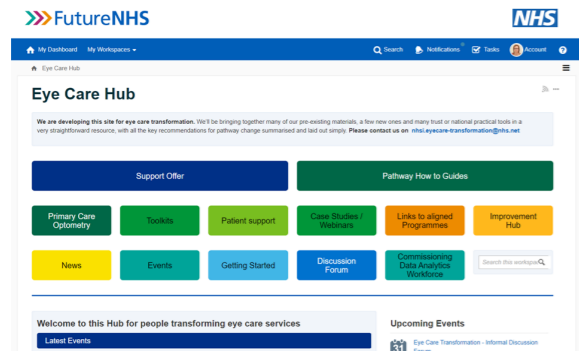 FutureNHS
NHS
My Dashboard My Workspaces Search Notifications Tasks Account ?
Eye Care Hub
Eye Care Hub
We are developing this site for eye care transformation. We'll be bringing together many of our pre-existing materials, a few new ones and many trust or national practical tools in a
very straightforward resource, with all the key recommendations for pathway change summarised and laid out simply. Please contact us on nhsi.eyecare-transformation@nhs.net
Support Offer
Pathway How to Guides
Primary Care
Optometry
Toolkits
Patient support
Case Studies /
Webinars
Links to aligned
Programmes
Improvement
Hub
News
Events
Getting Started
Discussion
Forum
Commissioning
Data Analytics
Workforce
Search this workspac
Welcome to this Hub for people transforming eye care services
Latest Events
Upcoming Events
31
Eye Care Transformation - Informal Discussion
Forum